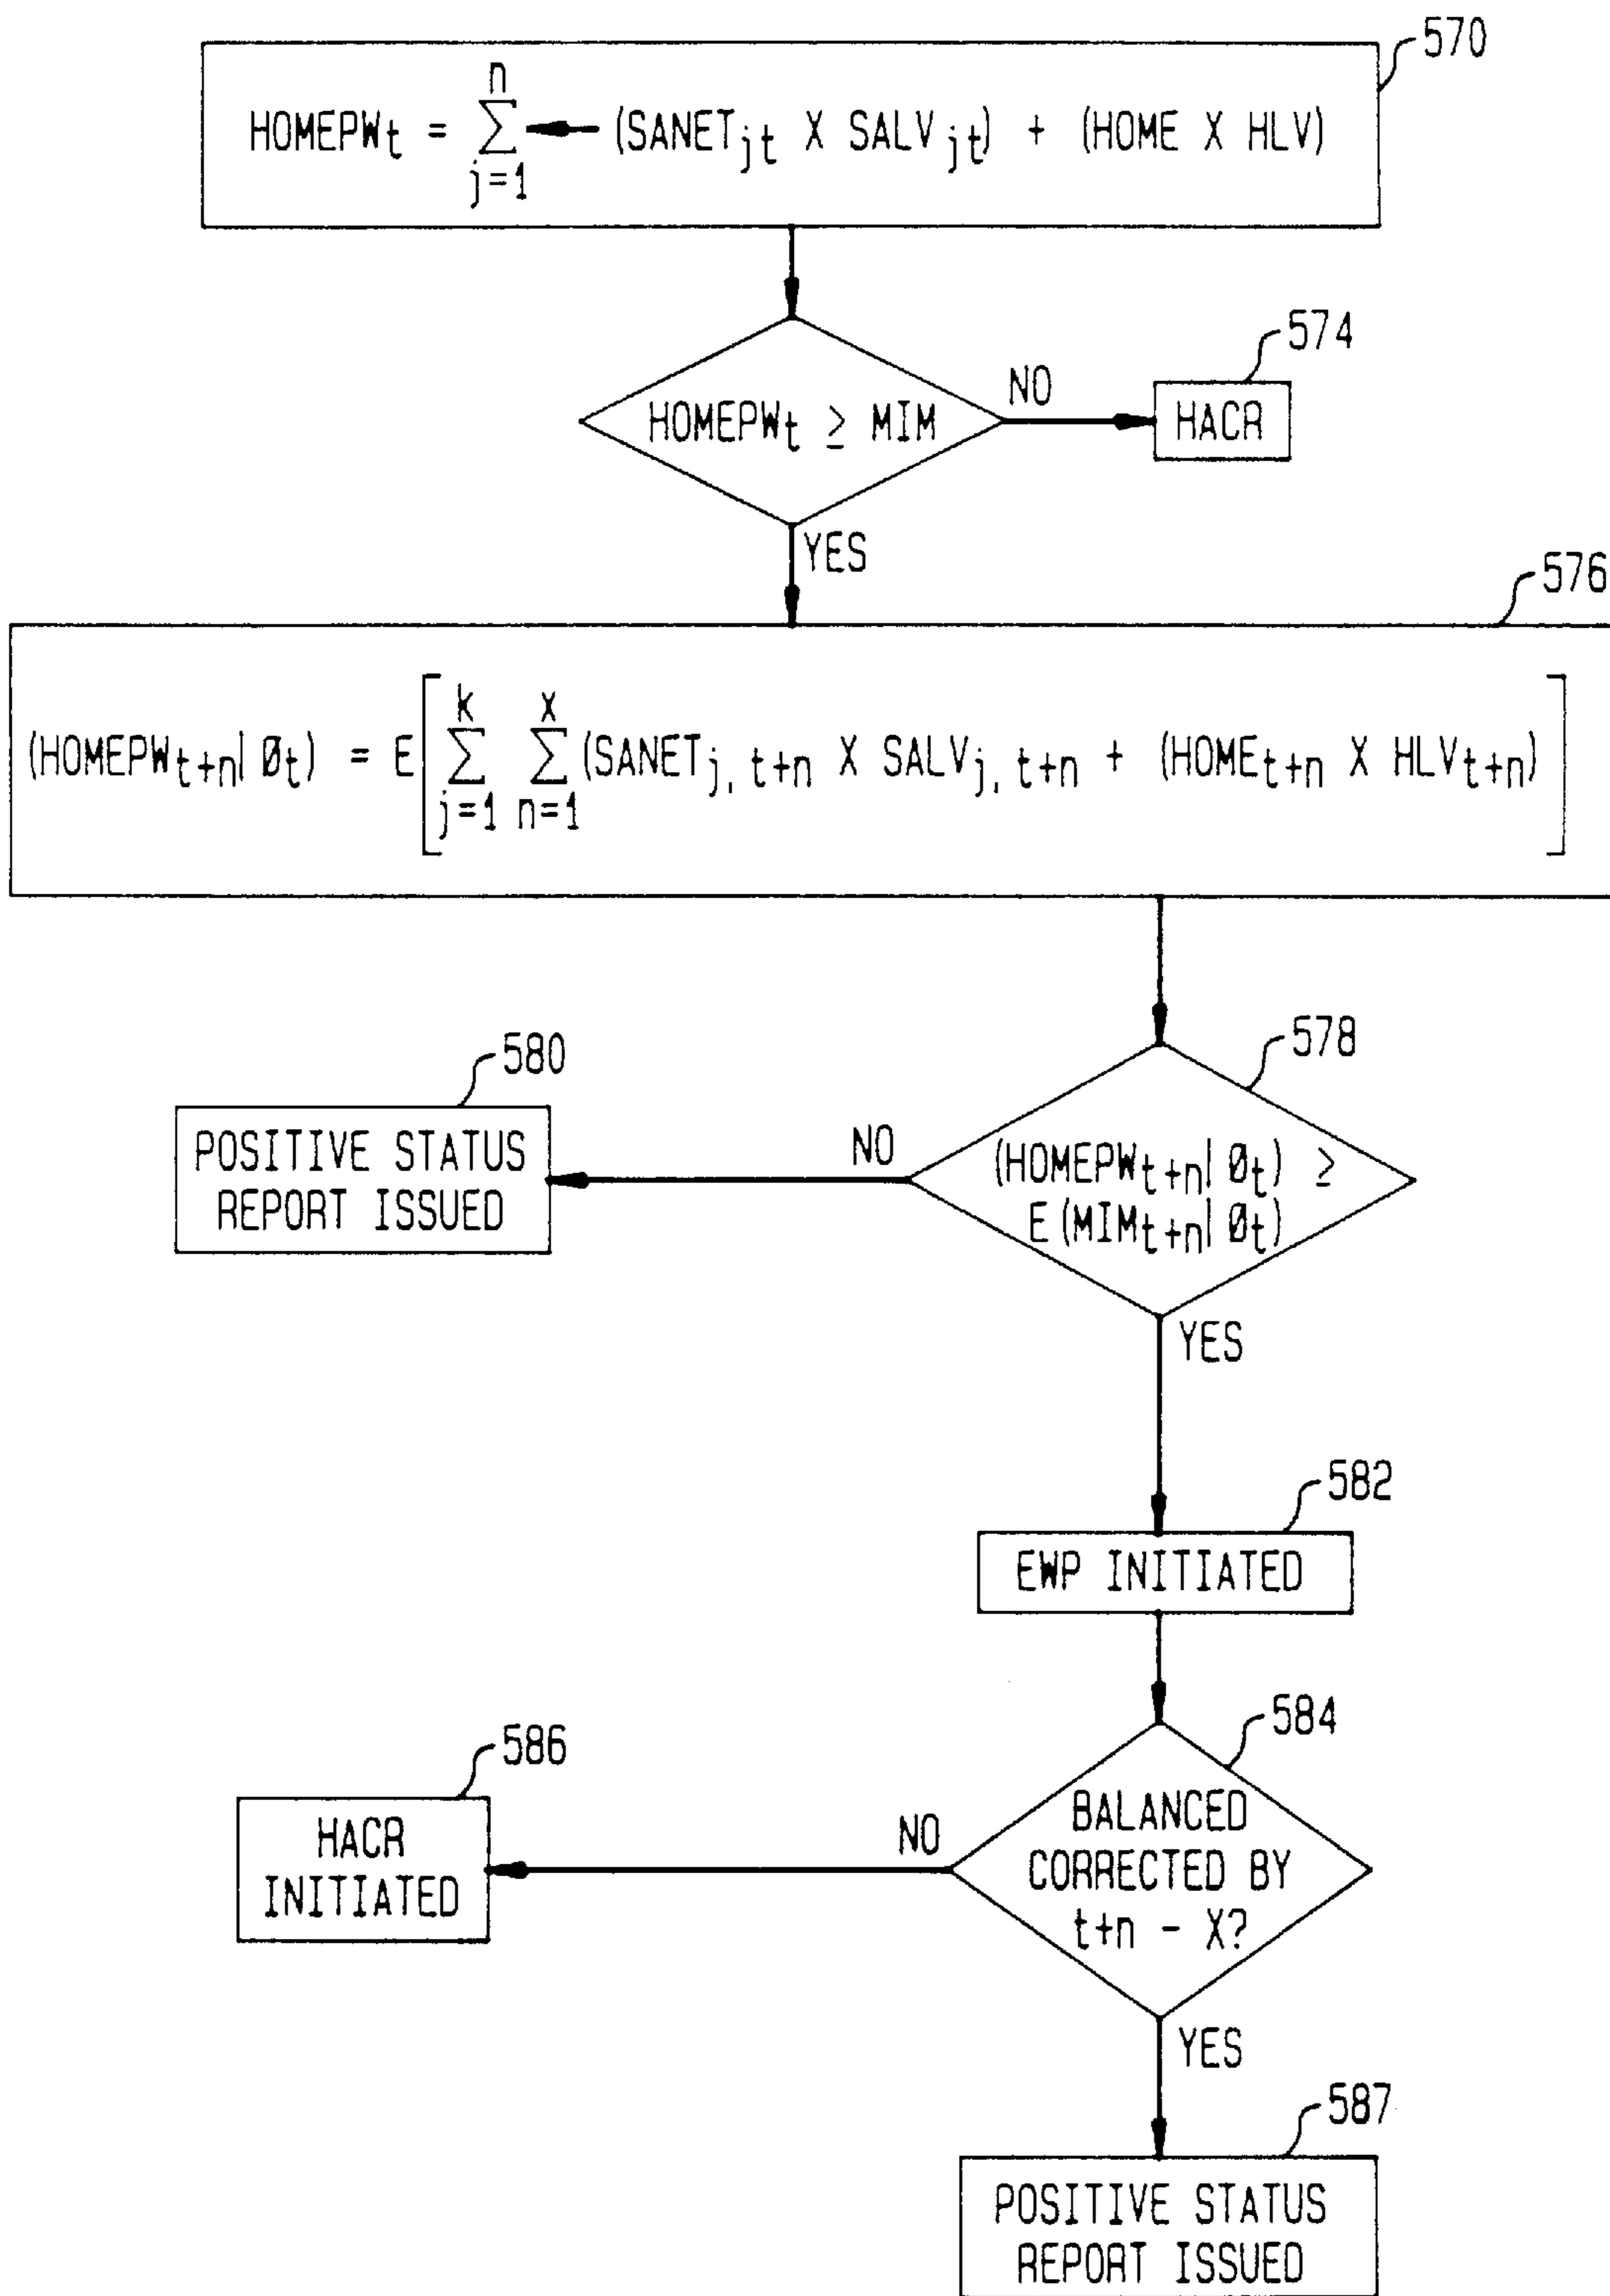 570
HOMEPWt = n Σ j=1 ← (SANETjt X SALVjt) + (HOME X HLV)
574
HOMEPWt ≥ MIM
NO
HACR
YES
576
(HOMEPWt+n| Øt) = E[ k Σ j=1 x Σ n=1 (SANETj, t+n X SALVj, t+n + (HOMEt+n X HLVt+n) ]
578
580
POSITIVE STATUS
REPORT ISSUED
NO
(HOMEPWt+n| Øt) ≥
E(MIMt+n| Øt)
YES
582
EWP INITIATED
584
586
HACR
INITIATED
NO
BALANCED
CORRECTED BY
t+n - X?
YES
587
POSITIVE STATUS
REPORT ISSUED